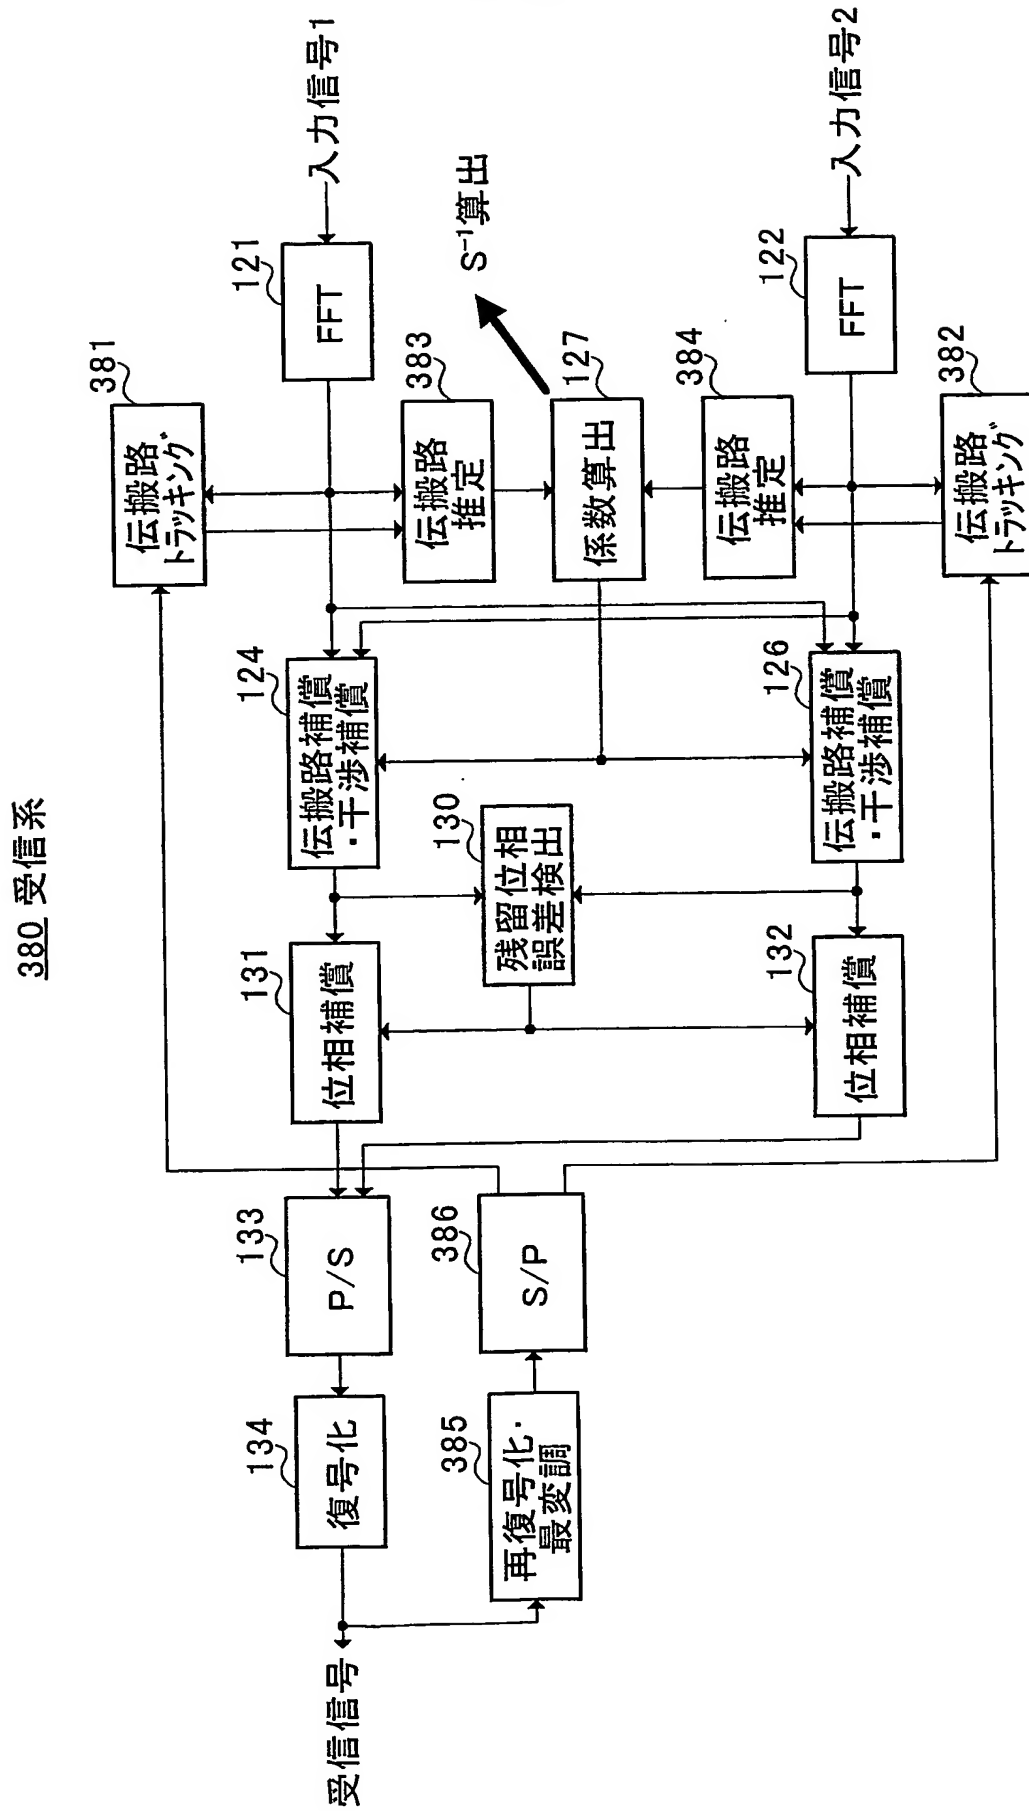 380 受信系
入力信号1
121
FFT
381
伝搬路
トラッキング
383
伝搬路
推定
S⁻¹算出
127
係数算出
384
伝搬路
推定
382
伝搬路
トラッキング
122
FFT
入力信号2
124
伝搬路補償
・干渉補償
126
伝搬路補償
・干渉補償
130
残留位相
誤差検出
131
位相補償
132
位相補償
133
P/S
386
S/P
134
復号化
385
再復号化・
最変調
受信信号